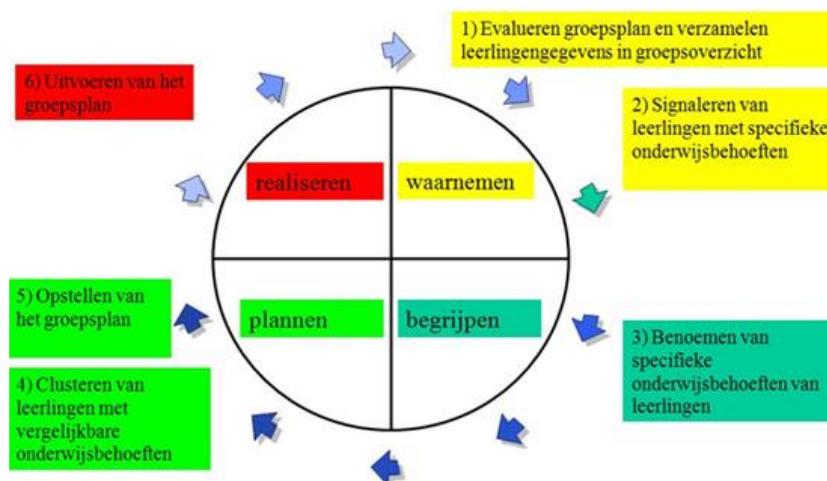 1) Evalueren groepsplan en verzamelen
leerlingengegevens in groepsoverzicht
2) Signaleren van
leerlingen met specifieke
onderwijsbehoeften
3) Benoemen van
specifieke
onderwijsbehoeften van
leerlingen
4) Clusteren van
leerlingen met
vergelijkbare
onderwijsbehoeften
5) Opstellen van
het groepsplan
6) Uitvoeren van het
groepsplan
realiseren
waarnemen
plannen
begrijpen